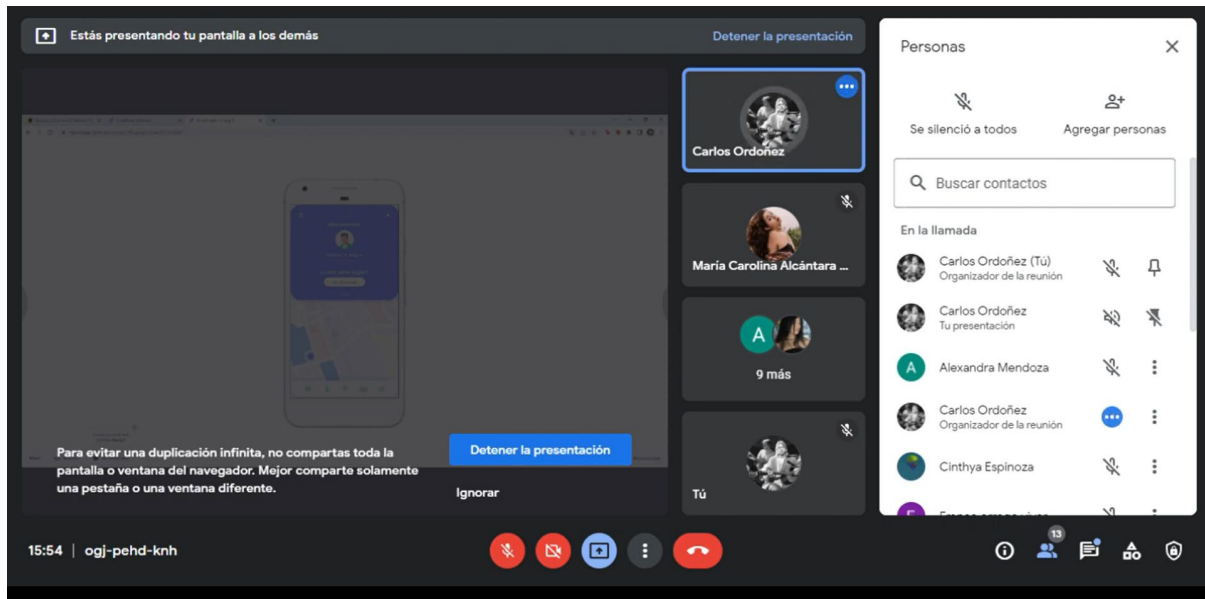 Estás presentando tu pantalla a los demás
Detener la presentación
Carlos Ordoñez
María Carolina Alcántara ...
A
9 más
Tú
Para evitar una duplicación infinita, no compartas toda la
pantalla o ventana del navegador. Mejor comparte solamente
una pestaña o una ventana diferente.
Detener la presentación
Ignorar
Personas
Se silenció a todos
Agregar personas
Buscar contactos
En la llamada
Carlos Ordoñez (Tú)
Organizador de la reunión
Carlos Ordoñez
Tu presentación
A
Alexandra Mendoza
Carlos Ordoñez
Organizador de la reunión
Cinthya Espinoza
15:54 | ogj-pehd-knh
13